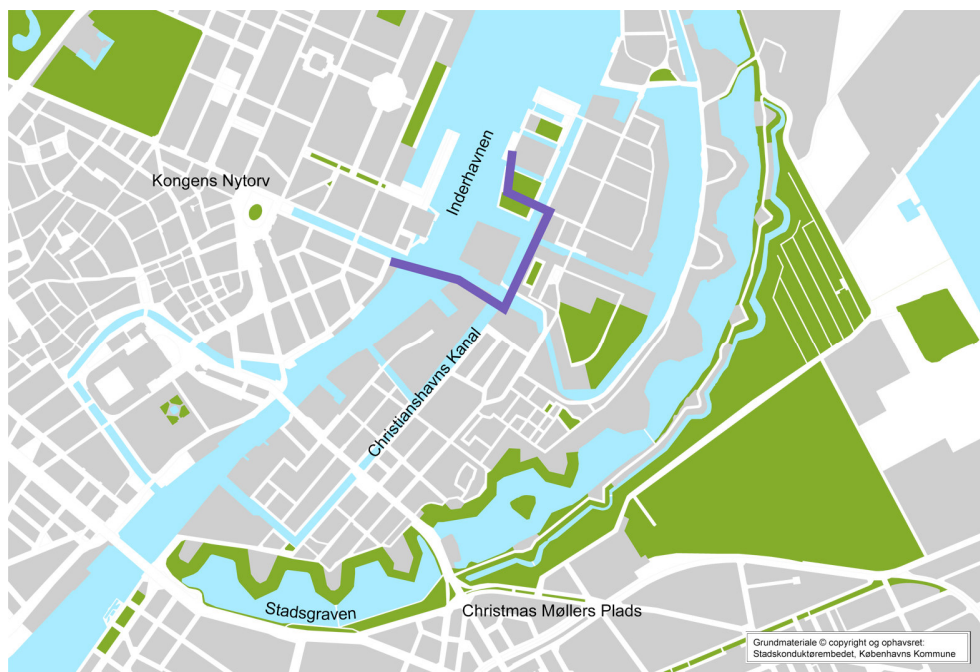 Kongens Nytorv
Inderhavnen
Christianshavns Kanal
Stadsgraven
Christmas Møllers Plads
Grundmateriale © copyright og ophavsret:
Stadskonduktørembedet, Københavns Kommune